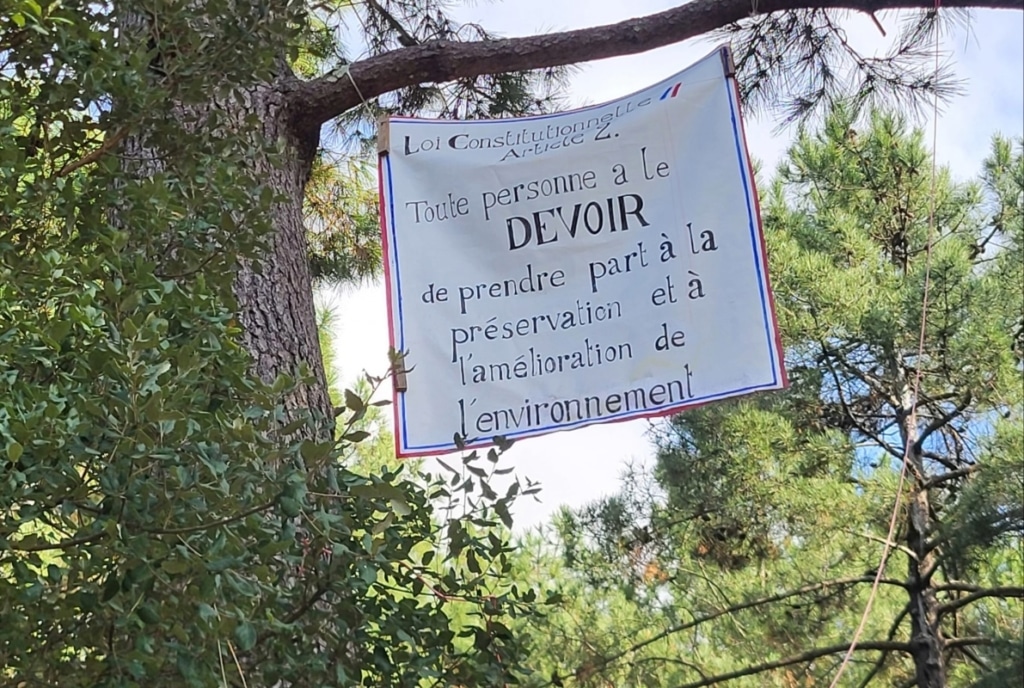 Loi Constitutionnelle
Article 2.
Toute personne a le
DEVOIR
de prendre part à la
préservation et à
l'amélioration de
l'environnement